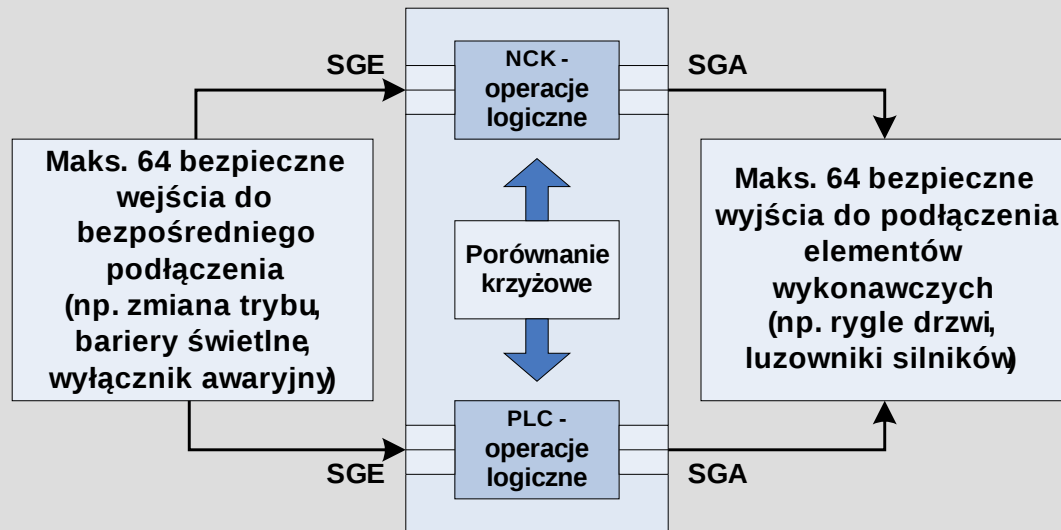 SGE
NCK -
operacje
logiczne
SGA
Maks. 64 bezpieczne
wejścia do
bezpośredniego
podłączenia
(np. zmiana trybu,
bariery świetlne,
wyłącznik awaryjny)
Porównanie
krzyżowe
Maks. 64 bezpieczne
wyjścia do podłączenia
elementów
wykonawczych
(np. rygle drzwi,
luzowniki silników)
SGE
PLC -
operacje
logiczne
SGA